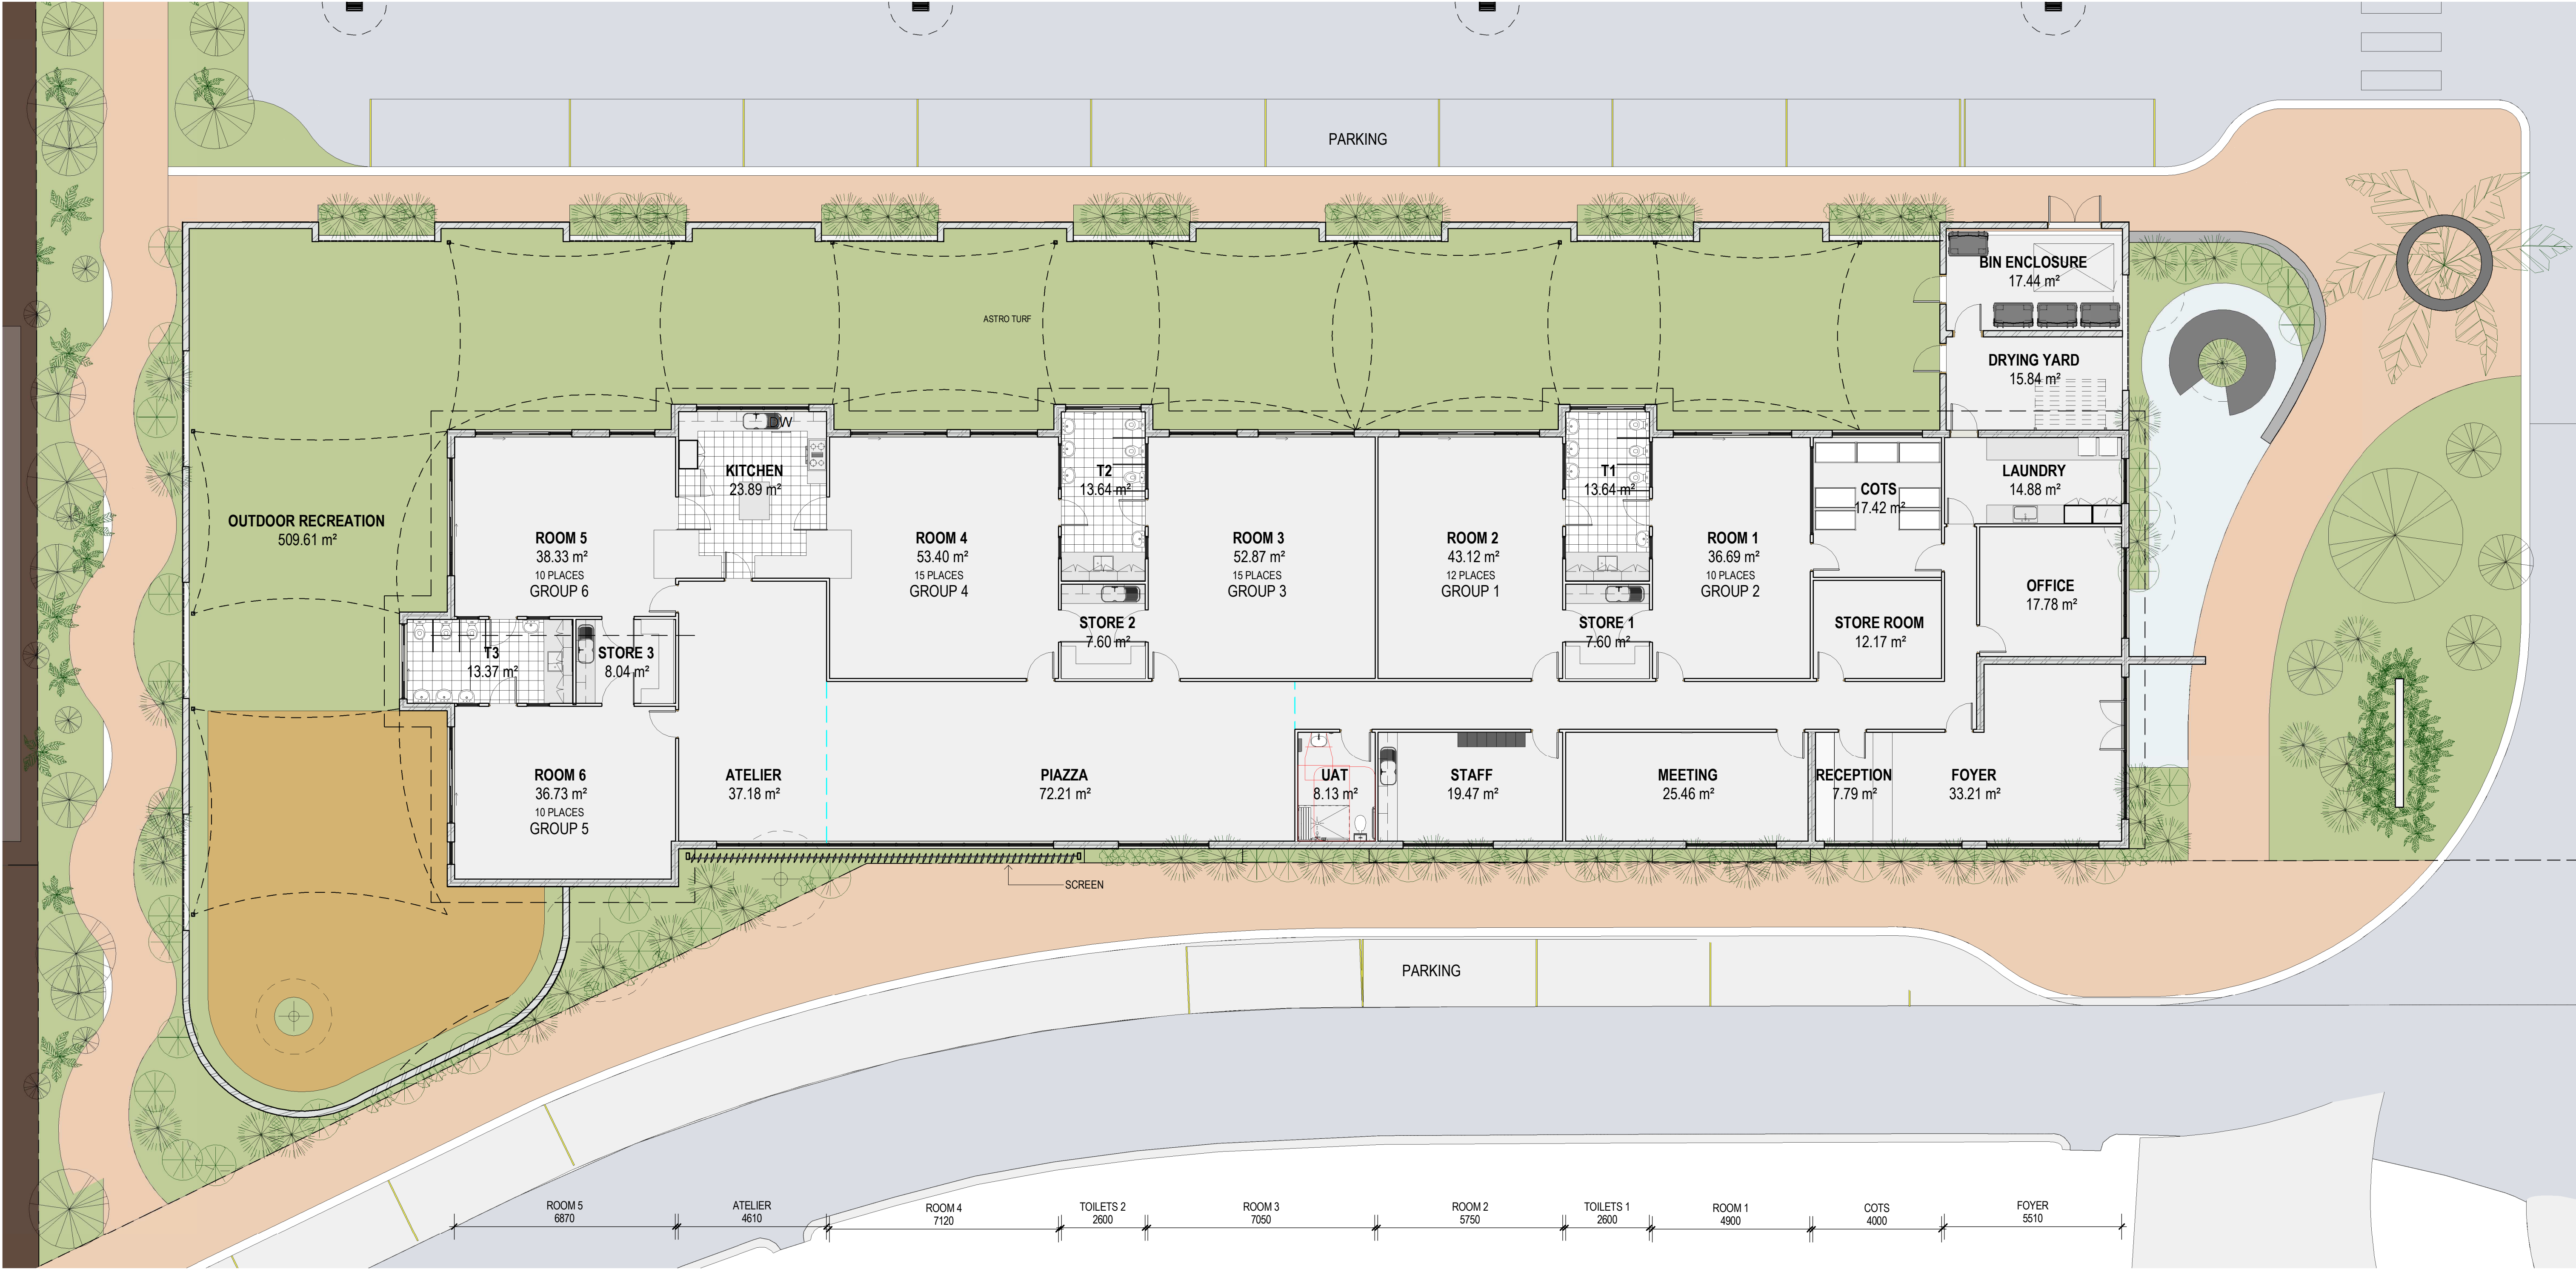 PARKING
BIN ENCLOSURE
17.44 m²
ASTRO TURF
DRYING YARD
15.84 m²
OUTDOOR RECREATION
509.61 m²
DW
KITCHEN
23.89 m²
T2
13.64 m²
T1
13.64 m²
COTS
17.42 m²
LAUNDRY
14.88 m²
ROOM 5
38.33 m²
10 PLACES
GROUP 6
ROOM 4
53.40 m²
15 PLACES
GROUP 4
ROOM 3
52.87 m²
15 PLACES
GROUP 3
ROOM 2
43.12 m²
12 PLACES
GROUP 1
ROOM 1
36.69 m²
10 PLACES
GROUP 2
OFFICE
17.78 m²
T3
13.37 m²
STORE 3
8.04 m²
STORE 2
7.60 m²
STORE 1
7.60 m²
STORE ROOM
12.17 m²
ROOM 6
36.73 m²
10 PLACES
GROUP 5
ATELIER
37.18 m²
PIAZZA
72.21 m²
UAT
8.13 m²
STAFF
19.47 m²
MEETING
25.46 m²
RECEPTION
7.79 m²
FOYER
33.21 m²
SCREEN
PARKING
ROOM 5
6870
ATELIER
4610
ROOM 4
7120
TOILETS 2
2600
ROOM 3
7050
ROOM 2
5750
TOILETS 1
2600
ROOM 1
4900
COTS
4000
FOYER
5510